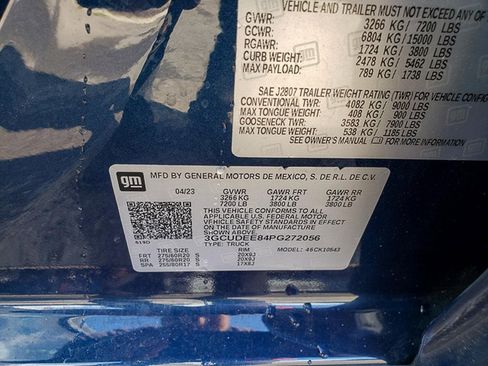 VEHICLE AND TRAILER MUST NOT EXCEED ANY OF
GVWR: 3266 KG / 7200 LBS
GCWR: 6804 KG / 15000 LBS
RGAWR: 1724 KG / 3800 LBS
CURB WEIGHT: 2478 KG / 5462 LBS
MAX PAYLOAD: 789 KG / 1738 LBS
SAE J2807 TRAILER WEIGHT RATING (TWR) FOR VEHICLE CONFIG
CONVENTIONAL TWR: 4082 KG / 9000 LBS
MAX TONGUE WEIGHT: 408 KG / 900 LBS
GOOSENECK TWR: 3583 KG / 7900 LBS
MAX TONGUE WEIGHT: 538 KG / 1185 LBS
SEE OWNER'S MANUAL FOR MORE INFORMATION
gm MFD BY GENERAL MOTORS DE MEXICO, S. DE R.L. DE C.V.
04/23 GVWR GAWR FRT GAWR RR
3266 KG 1724 KG 1724 KG
7200 LB 3800 LB 3800 LB
THIS VEHICLE CONFORMS TO ALL APPLICABLE
U.S. FEDERAL MOTOR
VEHICLE SAFETY STANDARDS IN EFFECT
ON THE DATE OF MANUFACTURE SHOWN ABOVE.
3GCUDEE84PG272056
TYPE: TRUCK MODEL:
TIRE SIZE RIM
FRT 275/60R20 S 20X9J
RR 275/60R20 S 20X9J
SPA 255/80R17 S 17X8J